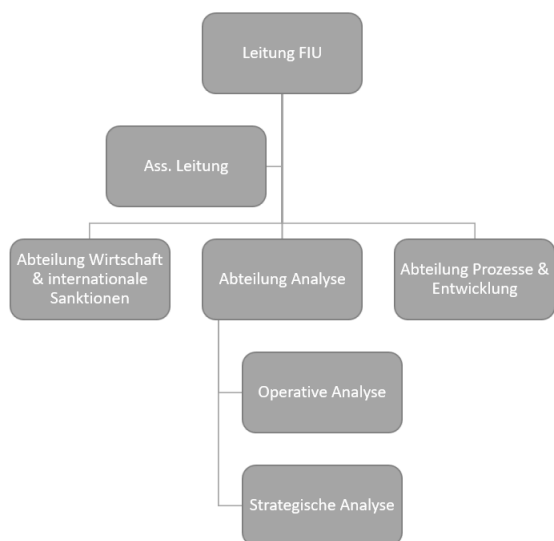 Leitung FIU
Ass. Leitung
Abteilung Wirtschaft
& internationale
Sanktionen
Abteilung Analyse
Abteilung Prozesse &
Entwicklung
Operative Analyse
Strategische Analyse